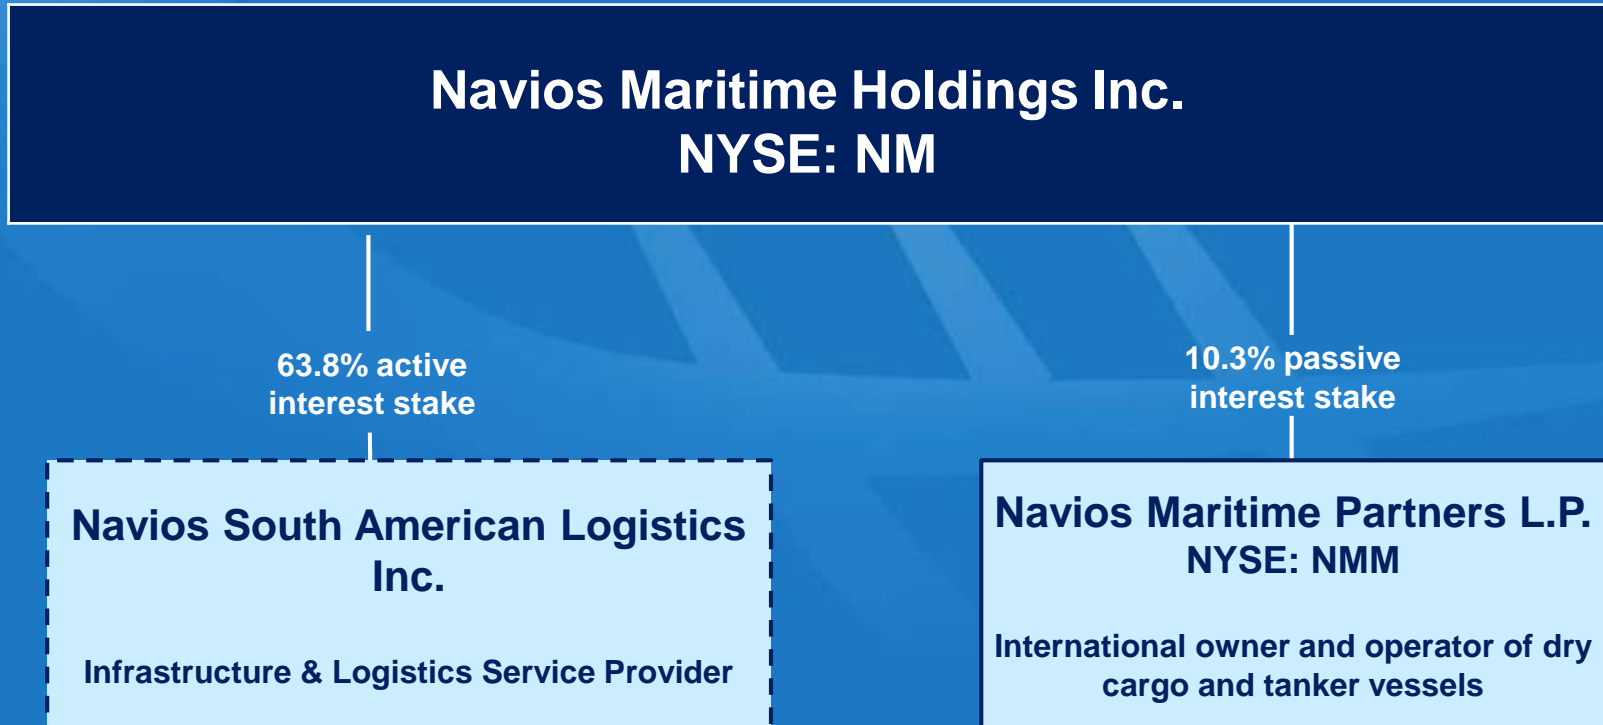 Navios Maritime Holdings Inc.
NYSE: NM
63.8% active
interest stake
10.3% passive
interest stake
Navios South American Logistics
Inc.
Infrastructure & Logistics Service Provider
Navios Maritime Partners L.P.
NYSE: NMM
International owner and operator of dry
cargo and tanker vessels